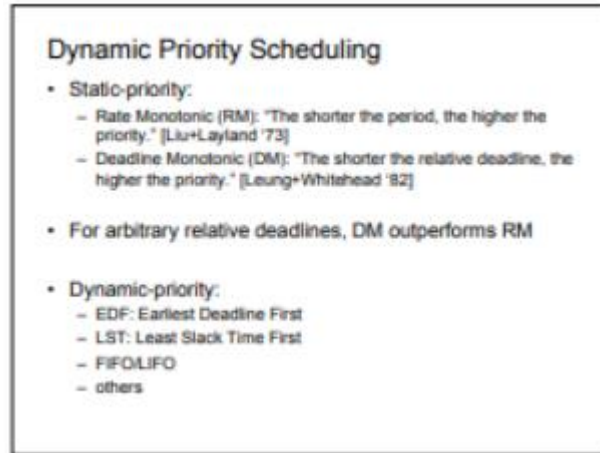 Dynamic Priority Scheduling
• Static-priority:
– Rate Monotonic (RM): "The shorter the period, the higher the
priority." [Liu+Layland '73]
– Deadline Monotonic (DM): "The shorter the relative deadline, the
higher the priority." [Leung+Whitehead '82]
• For arbitrary relative deadlines, DM outperforms RM
• Dynamic-priority:
– EDF: Earliest Deadline First
– LST: Least Slack Time First
– FIFO/LIFO
– others